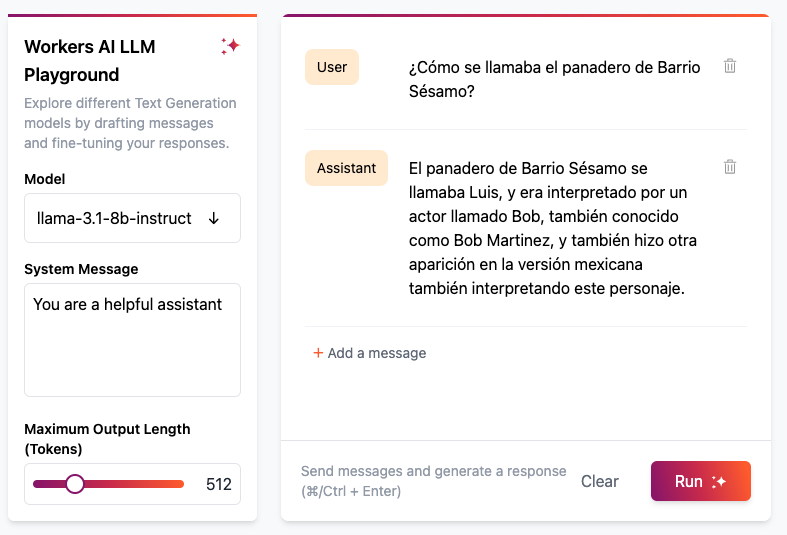 Workers AI LLM
Playground
Explore different Text Generation
models by drafting messages
and fine-tuning your responses.
Model
llama-3.1-8b-instruct
System Message
You are a helpful assistant
Maximum Output Length
(Tokens)
512
User
¿Cómo se llamaba el panadero de Barrio
Sésamo?
Assistant
El panadero de Barrio Sésamo se
llamaba Luis, y era interpretado por un
actor llamado Bob, también conocido
como Bob Martinez, y también hizo otra
aparición en la versión mexicana
también interpretando este personaje.
+ Add a message
Send messages and generate a response
(⌘/Ctrl + Enter)
Clear
Run